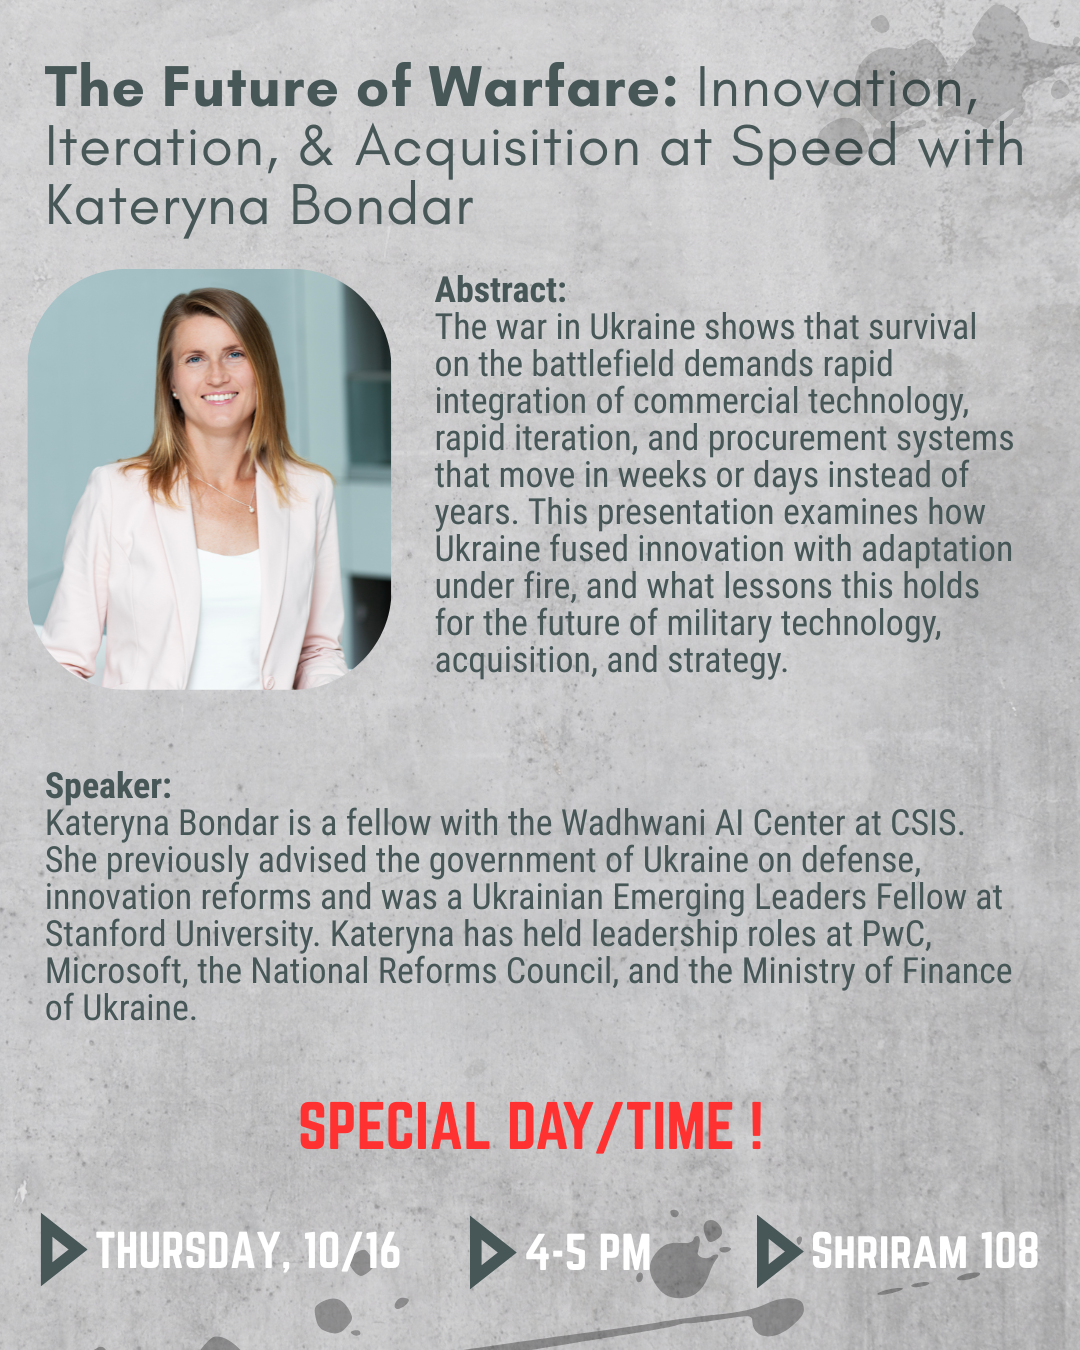 The Future of Warfare: Innovation,
Iteration, & Acquisition at Speed with
Kateryna Bondar
Abstract:
The war in Ukraine shows that survival
on the battlefield demands rapid
integration of commercial technology,
rapid iteration, and procurement systems
that move in weeks or days instead of
years. This presentation examines how
Ukraine fused innovation with adaptation
under fire, and what lessons this holds
for the future of military technology,
acquisition, and strategy.
Speaker:
Kateryna Bondar is a fellow with the Wadhwani AI Center at CSIS.
She previously advised the government of Ukraine on defense,
innovation reforms and was a Ukrainian Emerging Leaders Fellow at
Stanford University. Kateryna has held leadership roles at PwC,
Microsoft, the National Reforms Council, and the Ministry of Finance
of Ukraine.
SPECIAL DAY/TIME !
THURSDAY, 10/16
4-5 PM
SHRIRAM 108